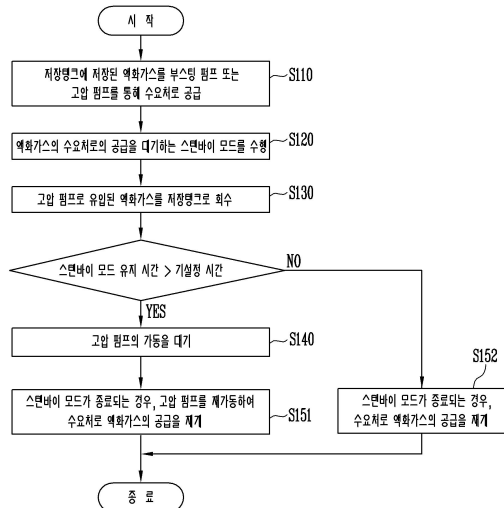 시 작
저장탱크에 저장된 액화가스를 부스팅 펌프 또는
고압 펌프를 통해 수요처로 공급
S110
액화가스의 수요처로의 공급을 대기하는 스탠바이 모드를 수행
S120
고압 펌프로 유입된 액화가스를 저장탱크로 회수
S130
스탠바이 모드 유지 시간 > 기설정 시간
NO
YES
고압 펌프의 가동을 대기
S140
스탠바이 모드가 종료되는 경우, 고압 펌프를 재가동하여
수요처로 액화가스의 공급을 재개
S151
S152
스탠바이 모드가 종료되는 경우,
수요처로 액화가스의 공급을 재개
종 료